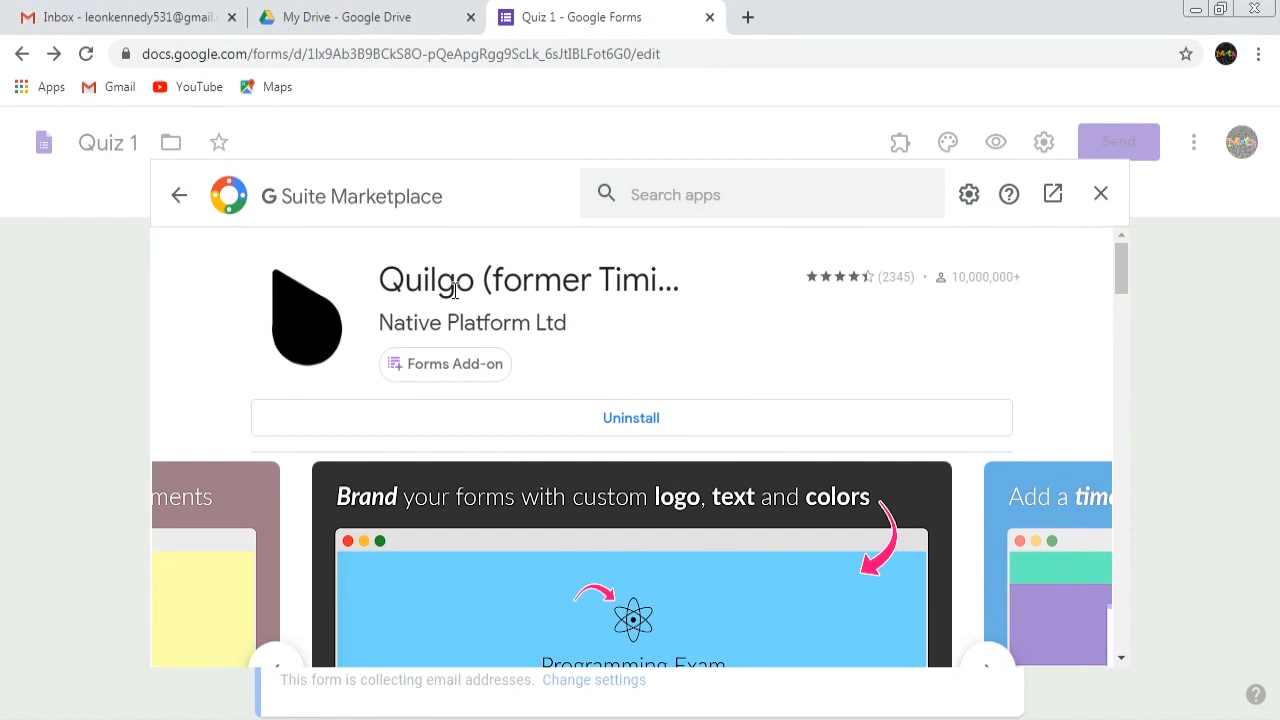 Inbox - leonkennedy531@gmail.
My Drive - Google Drive
Quiz 1 - Google Forms
docs.google.com/forms/d/1lx9Ab3B9BCkS8O-pQeApgRgg9ScLk_6sJtIBLFot6G0/edit
Apps
Gmail
YouTube
Maps
Quiz 1
Send
G Suite Marketplace
Search apps
Quilgo (former Timi...
(2345)
10,000,000+
Native Platform Ltd
Forms Add-on
Uninstall
ments
Brand your forms with custom logo, text and colors
Add a time
Programming Exam
This form is collecting email addresses. Change settings